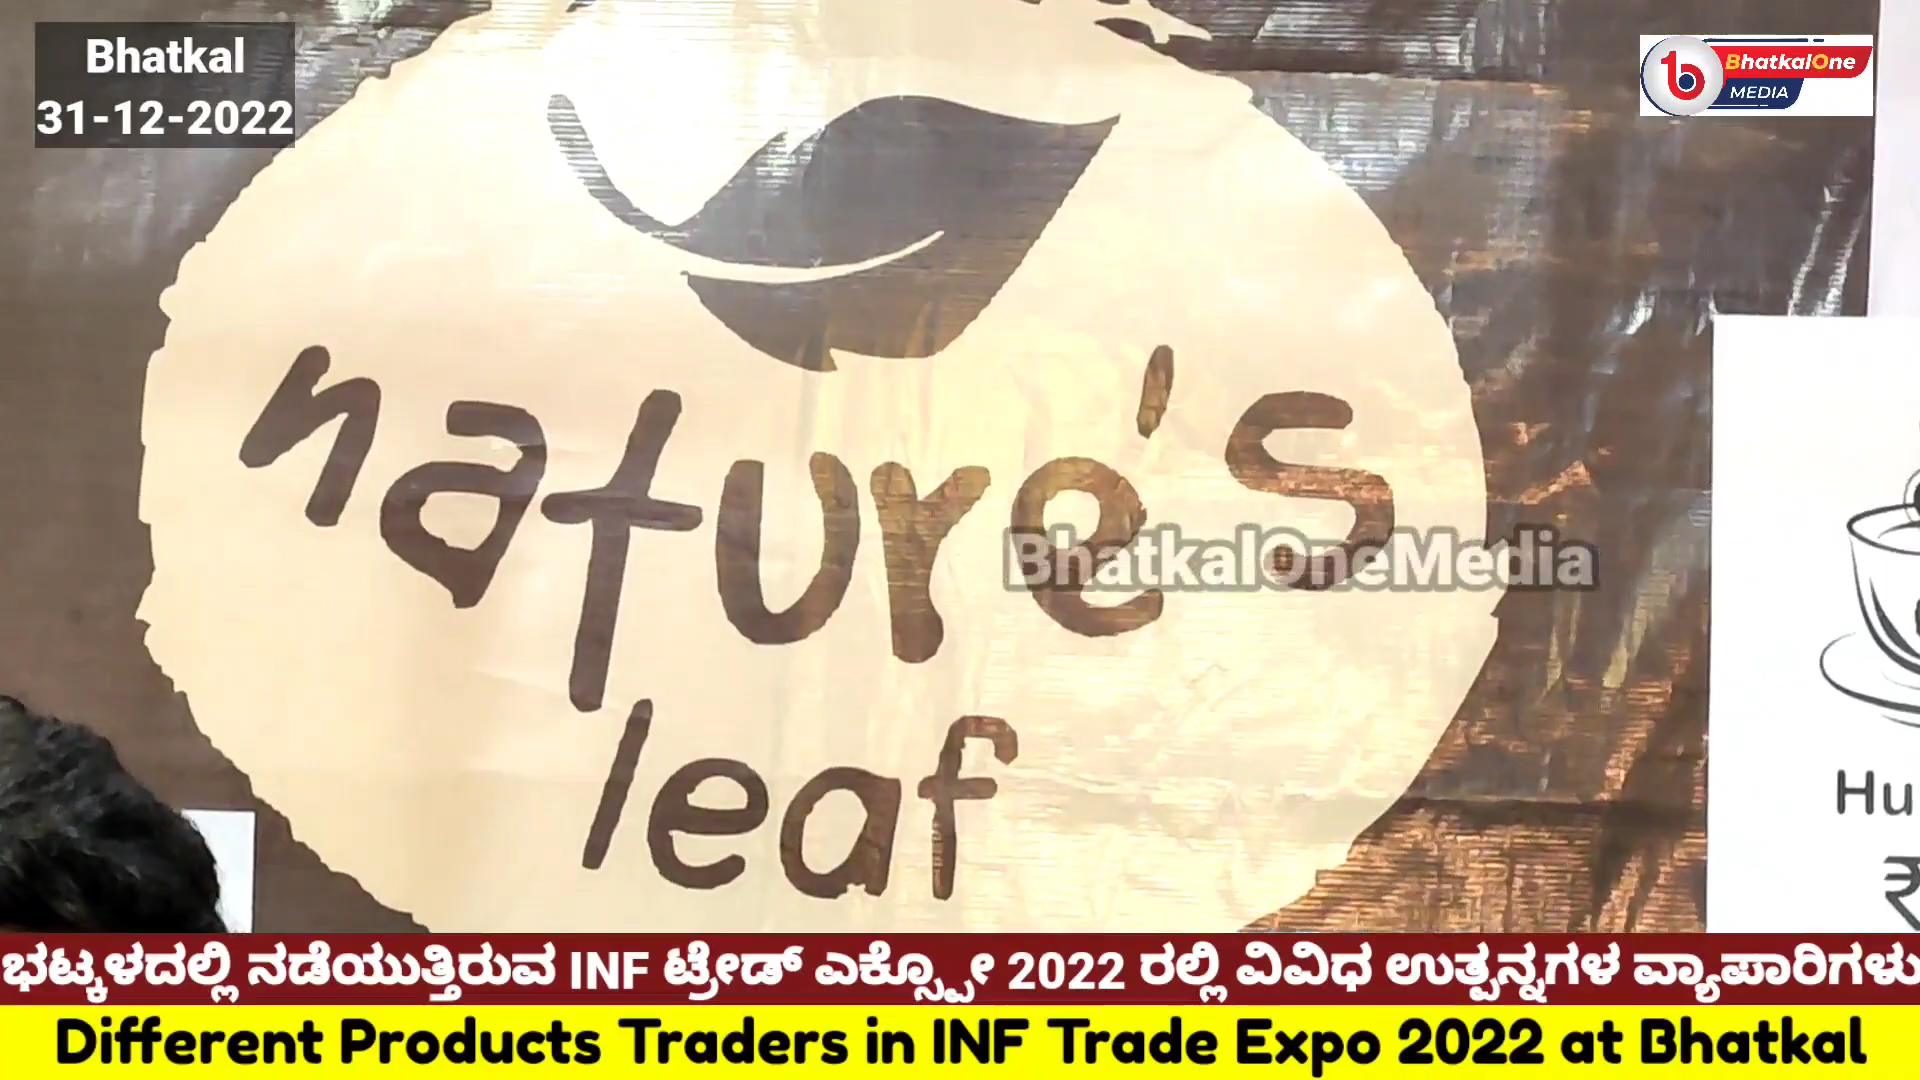 Bhatkal
31-12-2022
BhatkalOne
MEDIA
nature's
leaf
BhatkalOneMedia
Hu
₹
ಭಟ್ಕಳದಲ್ಲಿ ನಡೆಯುತ್ತಿರುವ INF ಟ್ರೇಡ್ ಎಕ್ಸ್ಪೋ 2022 ರಲ್ಲಿ ವಿವಿಧ ಉತ್ಪನ್ನಗಳ ವ್ಯಾಪಾರಿಗಳು
Different Products Traders in INF Trade Expo 2022 at Bhatkal